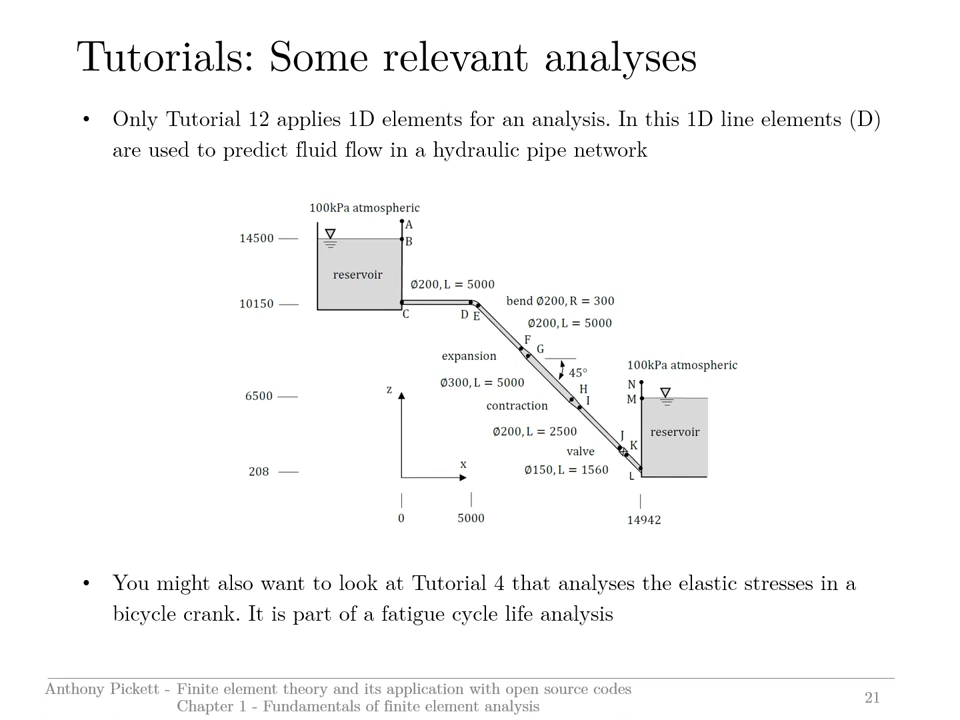 Tutorials: Some relevant analyses
• Only Tutorial 12 applies 1D elements for an analysis. In this 1D line elements (D)
are used to predict fluid flow in a hydraulic pipe network
100kPa atmospheric
A
14500
B
reservoir
Ø200, L = 5000
10150
bend Ø200, R = 300
C
D E
Ø200, L = 5000
F
G
expansion
100kPa atmospheric
45°
Ø300, L = 5000
z
H
N
6500
I
M
contraction
Ø200, L = 2500
J
reservoir
K
valve
x
208
Ø150, L = 1560
L
0
5000
14942
• You might also want to look at Tutorial 4 that analyses the elastic stresses in a
bicycle crank. It is part of a fatigue cycle life analysis
Anthony Pickett - Finite element theory and its application with open source codes
Chapter 1 - Fundamentals of finite element analysis
21